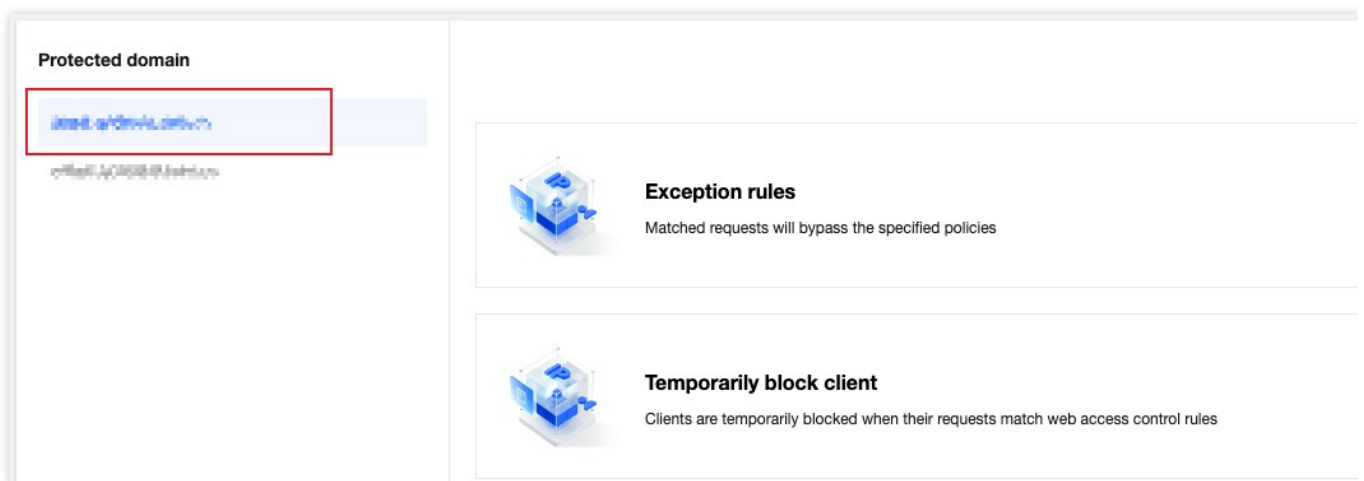 Protected domain
Exception rules
Matched requests will bypass the specified policies
Temporarily block client
Clients are temporarily blocked when their requests match web access control rules